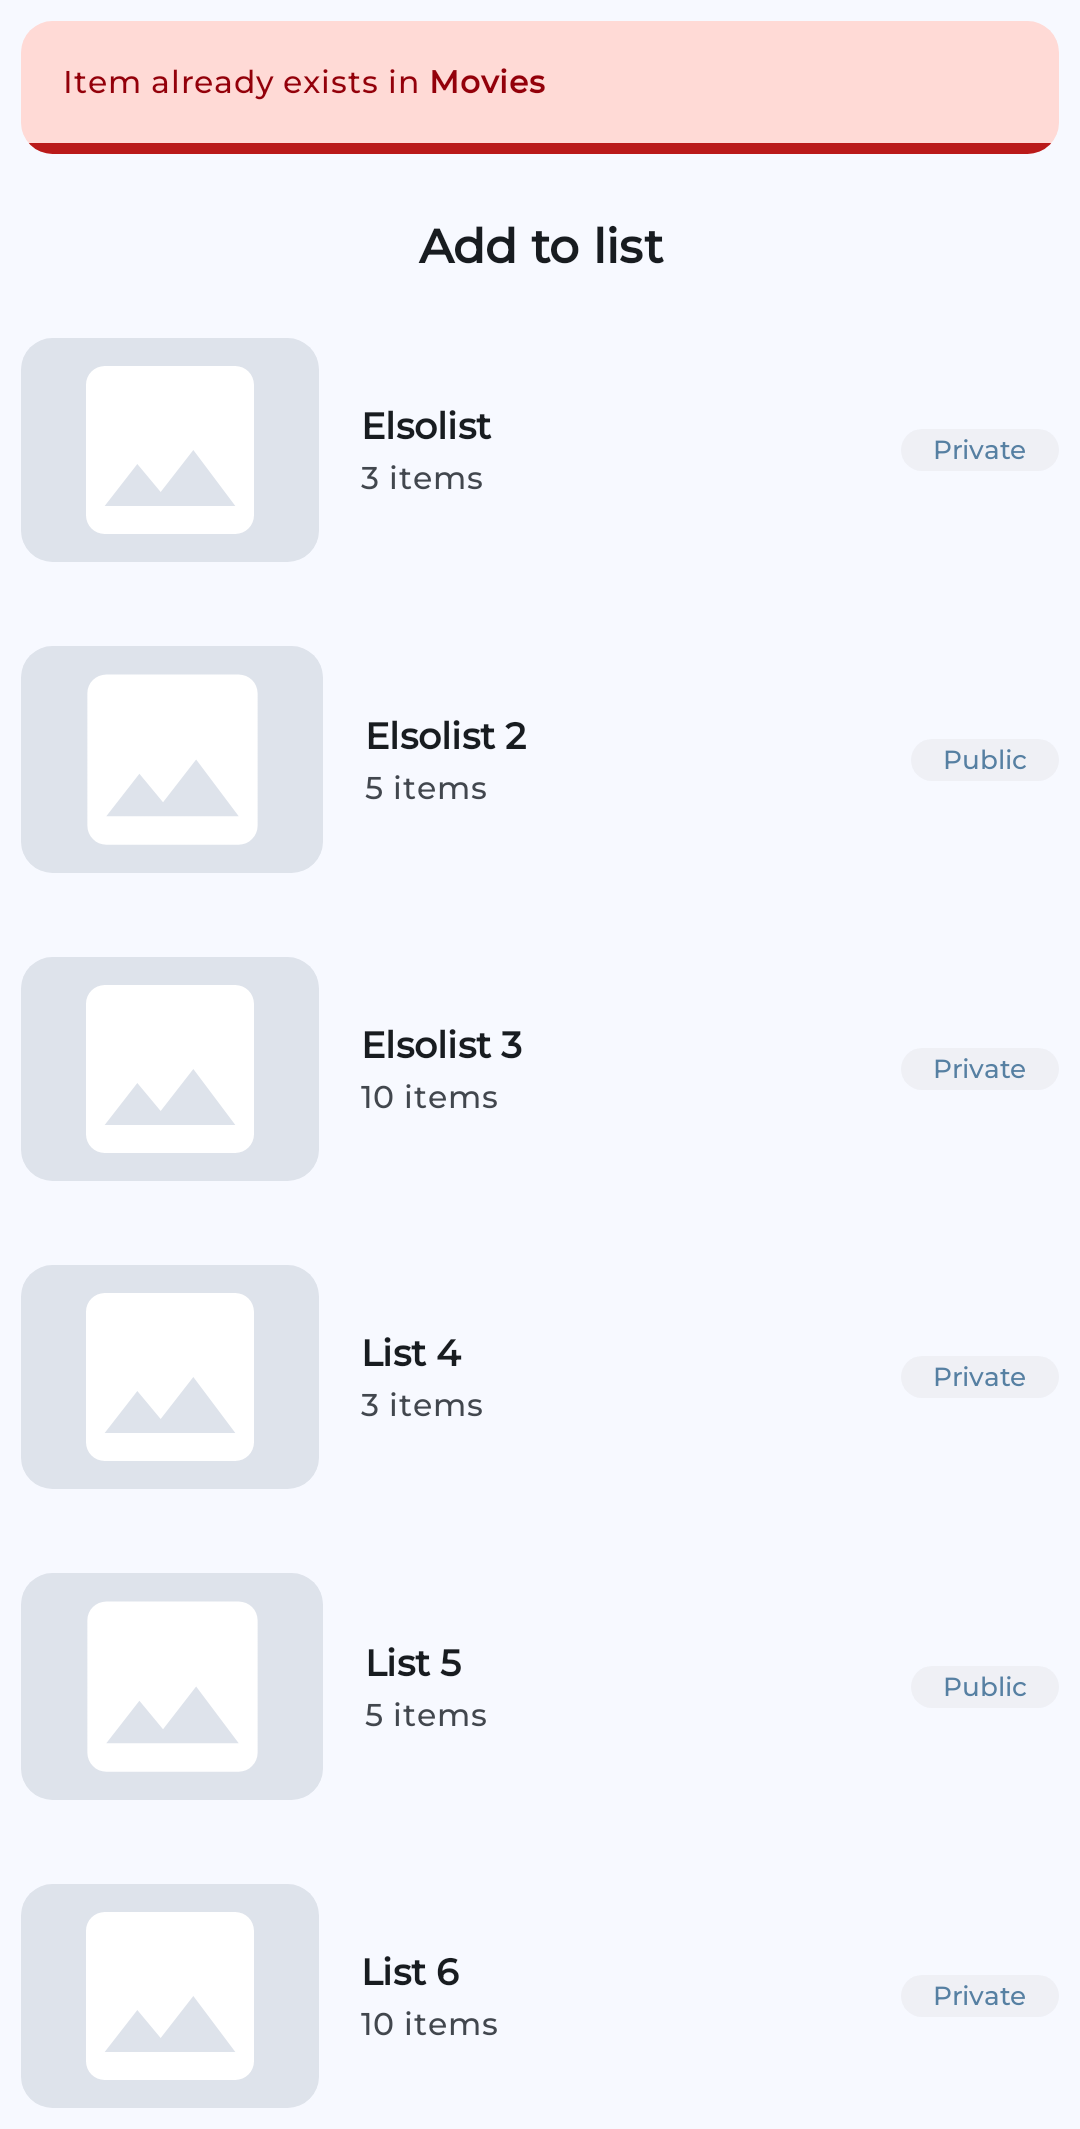 Item already exists in Movies
Add to list
Elsolist
3 items
Private
Elsolist 2
5 items
Public
Elsolist 3
10 items
Private
List 4
3 items
Private
List 5
5 items
Public
List 6
10 items
Private